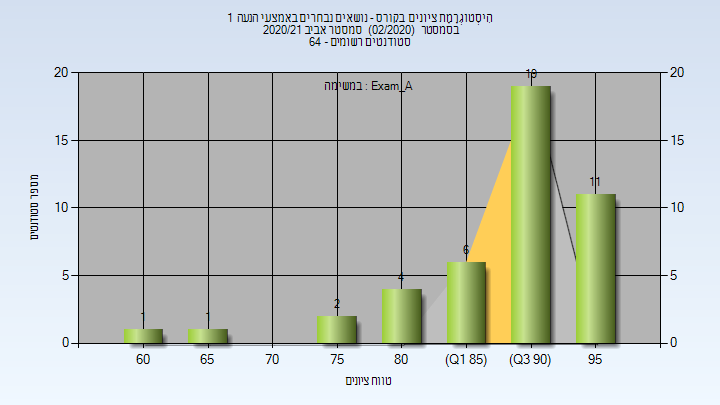 היסטוגרמת ציונים בקורס - נושאים נבחרים באמצעי הנעה 1
בסמסטר (02/2020) סמסטר אביב 2020/21
סטודנטים רשומים - 64
במשימה : Exam_A
20
15
10
5
0
20
15
10
5
0
מספר סטודנטים
1
1
2
4
6
19
11
60
65
70
75
80
(Q1 85)
(Q3 90)
95
טווח ציונים